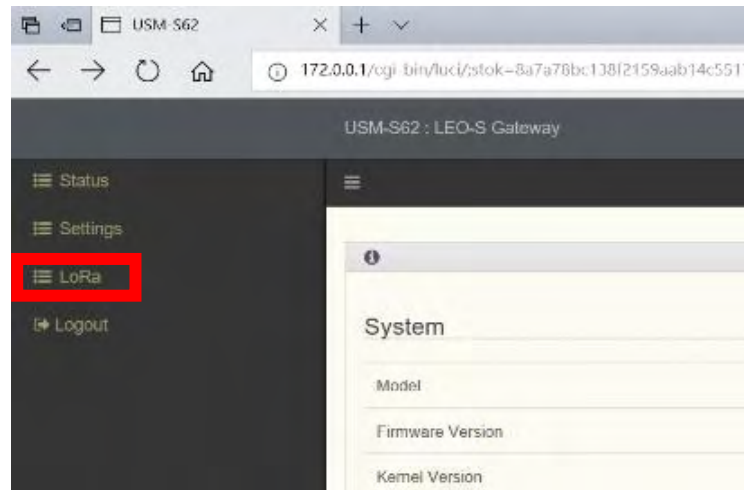 USM-S62
172.0.0.1/cgi-bin/luci/;stok=8a7a78bc138f2159aab14c551
USM-S62 : LEO-S Gateway
Status
Settings
LoRa
Logout
System
Model
Firmware Version
Kernel Version